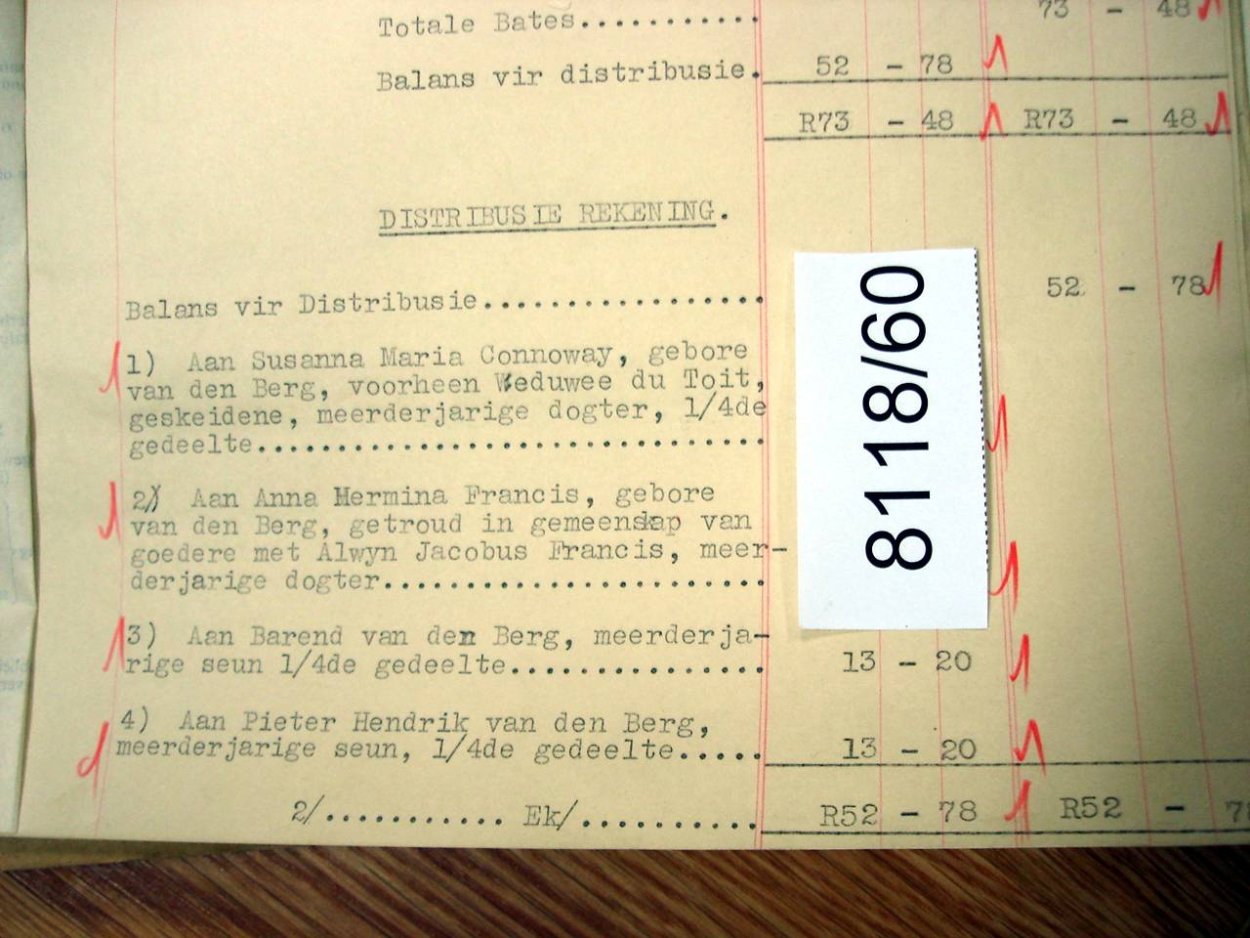 Totale Bates............ 73 - 48
Balans vir distribusie. 52 - 78
R73 - 48 R73 - 48
DISTRIBUSIE REKENING.
Balans vir Distribusie................. 52 - 78
1) Aan Susanna Maria Connoway, gebore
van den Berg, voorheen Weduwee du Toit,
geskeidene, meerderjarige dogter, 1/4de
gedeelte...............................
8118/60
2) Aan Anna Hermina Francis, gebore
van den Berg, getroud in gemeenskap van
goedere met Alwyn Jacobus Francis, meer-
derjarige dogter.......................
3) Aan Barend van den Berg, meerderja-
rige seun 1/4de gedeelte............... 13 - 20
4) Aan Pieter Hendrik van den Berg,
meerderjarige seun, 1/4de gedeelte..... 13 - 20
2/........... Ek/........... R52 - 78 R52 -